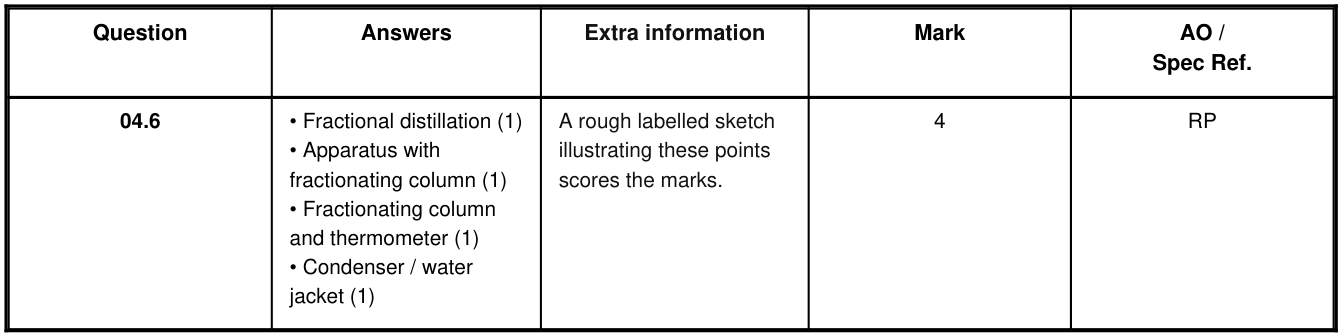 Question Answers Extra information Mark AO /
Spec Ref.
04.6 • Fractional distillation (1) A rough labelled sketch 4 RP
• Apparatus with illustrating these points
fractionating column (1) scores the marks.
• Fractionating column
and thermometer (1)
• Condenser / water
jacket (1)